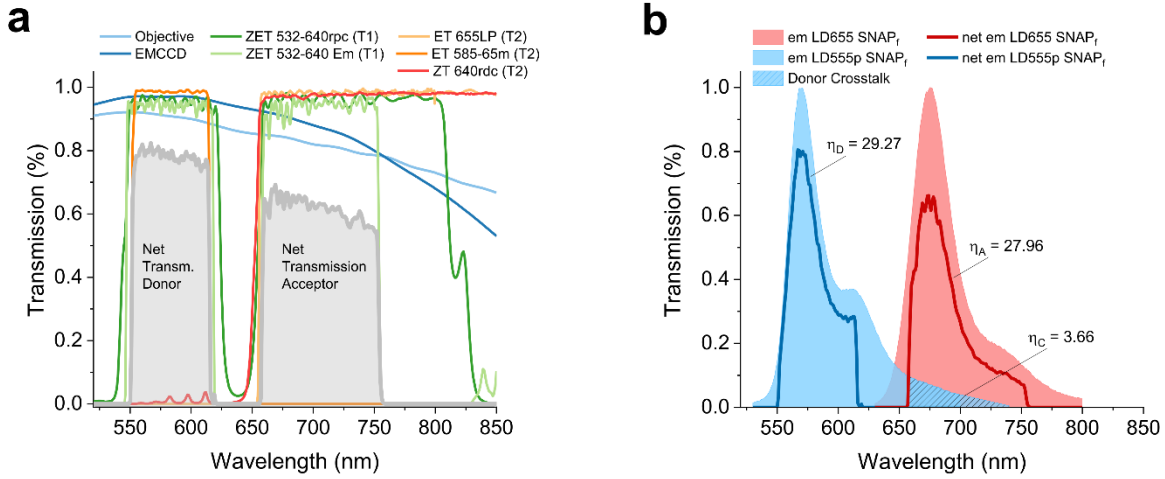 a
Objective
EMCCD
ZET 532-640rpc (T1)
ZET 532-640 Em (T1)
ET 655LP (T2)
ET 585-65m (T2)
ZT 640rdc (T2)
Transmission (%)
1.0
0.8
0.6
0.4
0.2
0.0
Net
Transm.
Donor
Net
Transmission
Acceptor
550
600
650
700
750
800
850
Wavelength (nm)
b
em LD655 SNAPf
em LD555p SNAPf
Donor Crosstalk
net em LD655 SNAPf
net em LD555p SNAPf
Transmission (%)
1.0
0.8
0.6
0.4
0.2
0.0
ηD = 29.27
ηA = 27.96
ηC = 3.66
550
600
650
700
750
800
850
Wavelength (nm)